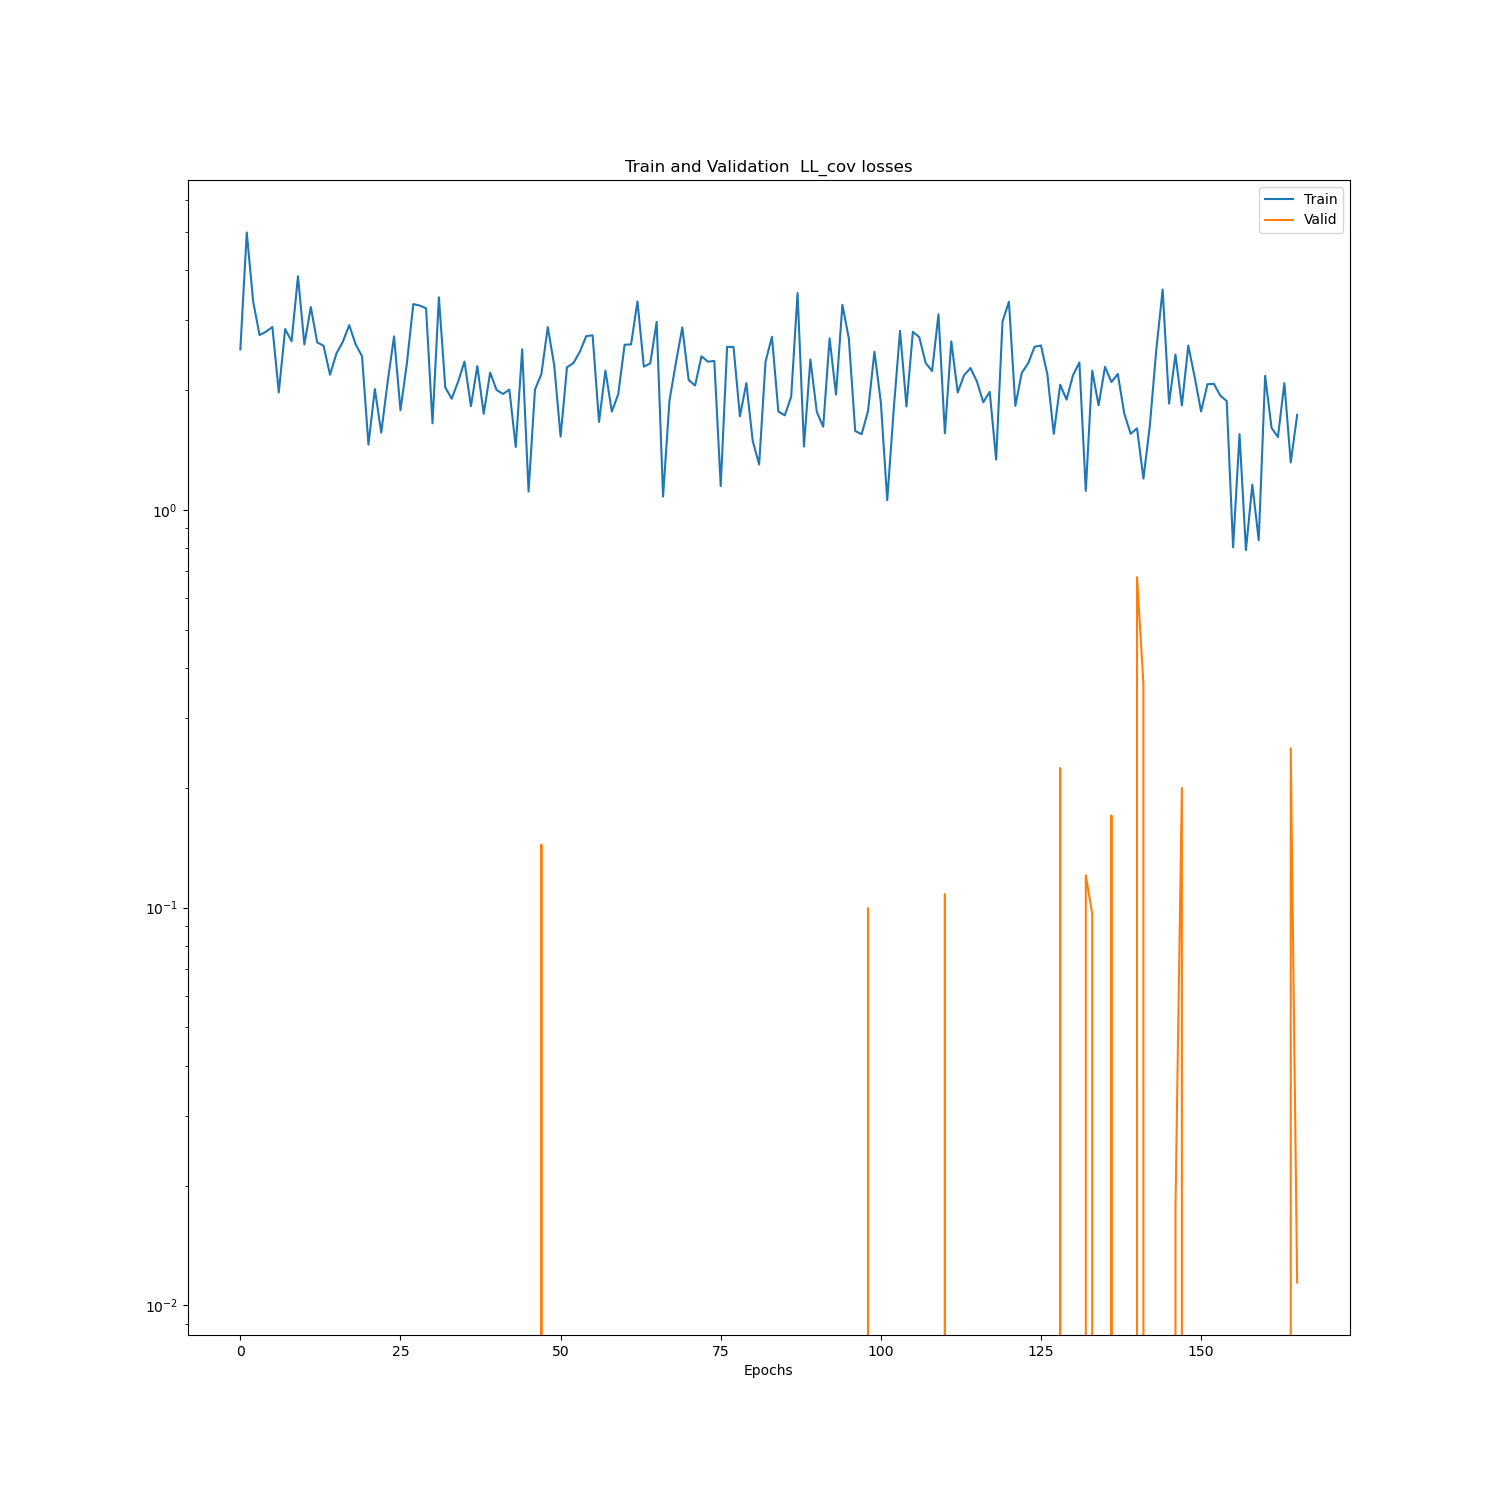 Train and Validation  LL_cov losses
Train
Valid
10^0
10^-1
10^-2
0 25 50 75 100 125 150
Epochs